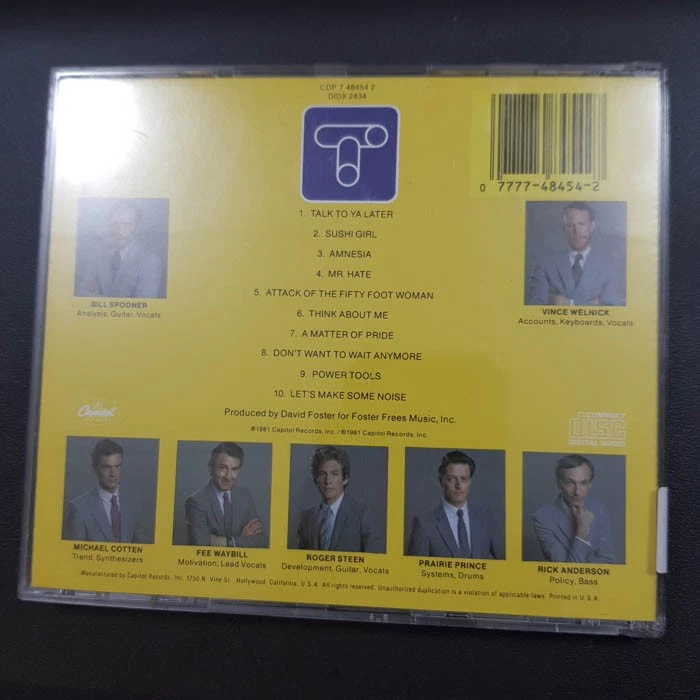 CDP 7 48454 2
DIDX 2434
0 7777-48454-2
1. TALK TO YA LATER
2. SUSHI GIRL
3. AMNESIA
4. MR. HATE
5. ATTACK OF THE FIFTY FOOT WOMAN
6. THINK ABOUT ME
7. A MATTER OF PRIDE
8. DON'T WANT TO WAIT ANYMORE
9. POWER TOOLS
10. LET'S MAKE SOME NOISE
Produced by David Foster for Foster Frees Music, Inc.
℗1981 Capitol Records, Inc. / ©1981 Capitol Records, Inc.
BILL SPOONER
Analysis, Guitar, Vocals
VINCE WELNICK
Accounts, Keyboards, Vocals
Capitol
RECORDS
COMPACT
disc
DIGITAL AUDIO
MICHAEL COTTEN
Trend, Synthesizers
FEE WAYBILL
Motivation, Lead Vocals
ROGER STEEN
Development, Guitar, Vocals
PRAIRIE PRINCE
Systems, Drums
RICK ANDERSON
Policy, Bass
Manufactured by Capitol Records, Inc. 1750 N. Vine St., Hollywood, California, U.S.A. All rights reserved. Unauthorized duplication is a violation of applicable laws. Printed in U.S.A.